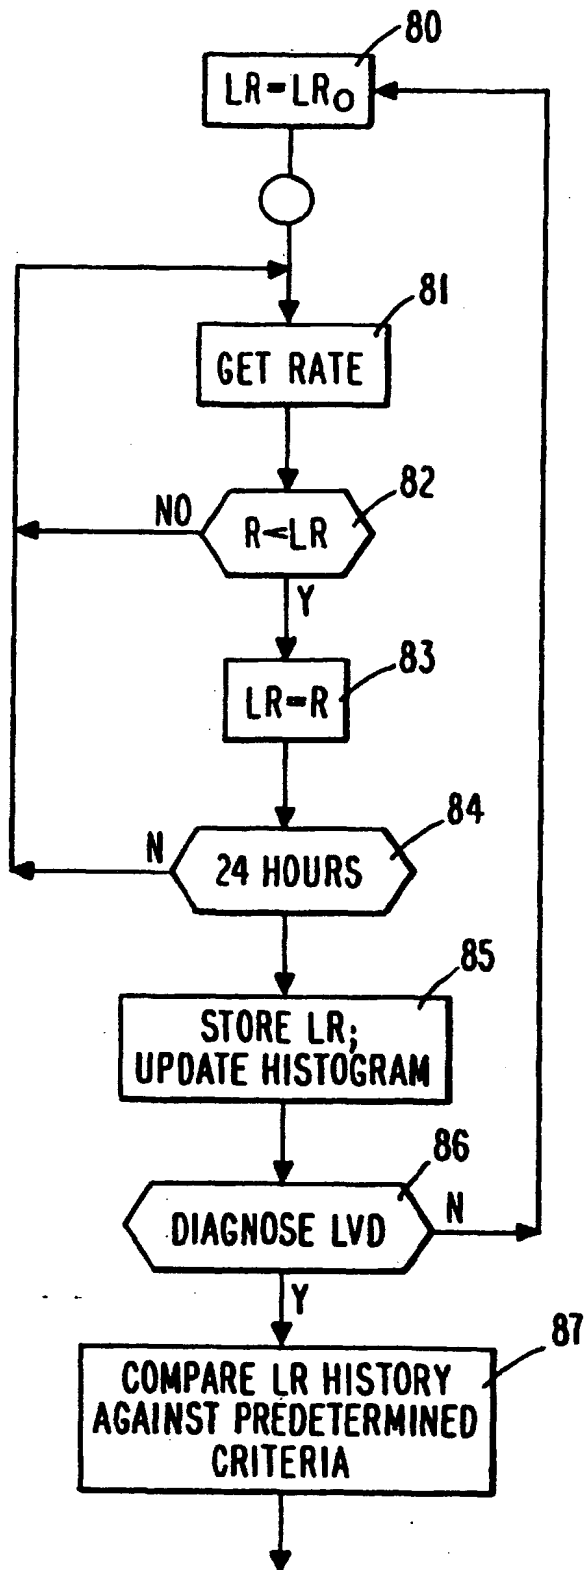 80
LR=LR₀
81
GET RATE
82
NO
R<LR
Y
83
LR=R
84
N
24 HOURS
85
STORE LR;
UPDATE HISTOGRAM
86
DIAGNOSE LVD
N
Y
87
COMPARE LR HISTORY
AGAINST PREDETERMINED
CRITERIA